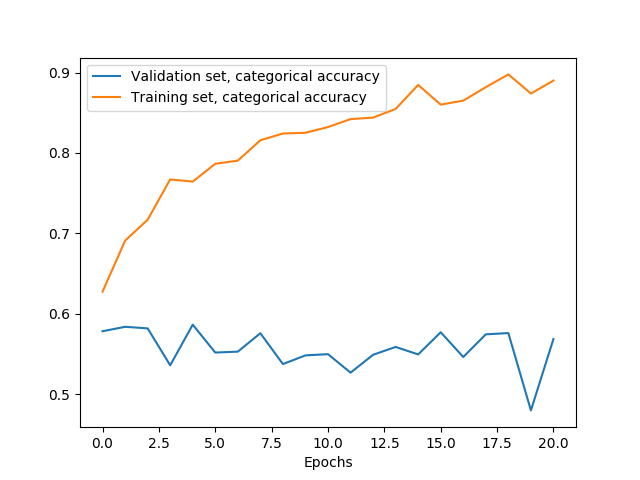 Validation set, categorical accuracy
Training set, categorical accuracy
0.9
0.8
0.7
0.6
0.5
0.0 2.5 5.0 7.5 10.0 12.5 15.0 17.5 20.0
Epochs